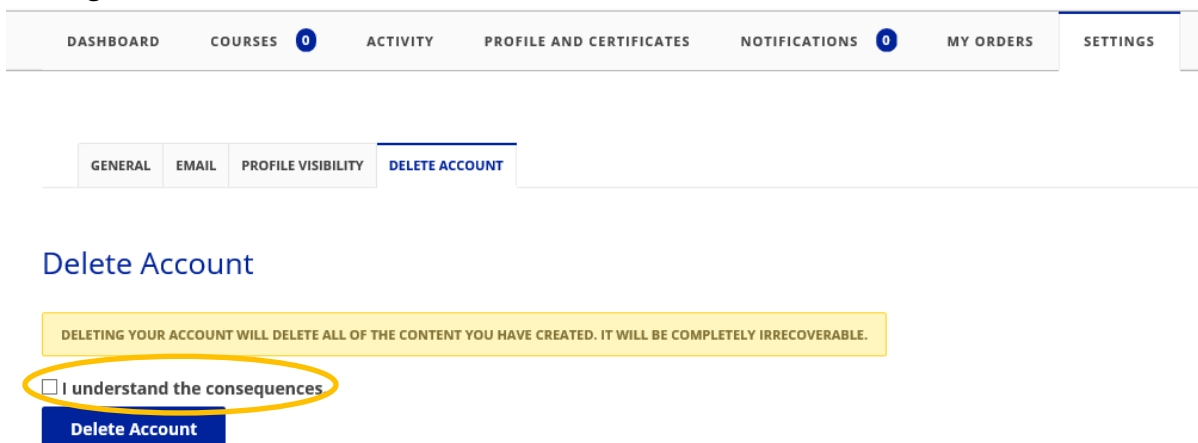 DASHBOARD COURSES 0 ACTIVITY PROFILE AND CERTIFICATES NOTIFICATIONS 0 MY ORDERS SETTINGS
GENERAL EMAIL PROFILE VISIBILITY DELETE ACCOUNT
Delete Account
DELETING YOUR ACCOUNT WILL DELETE ALL OF THE CONTENT YOU HAVE CREATED. IT WILL BE COMPLETELY IRRECOVERABLE.
I understand the consequences
Delete Account